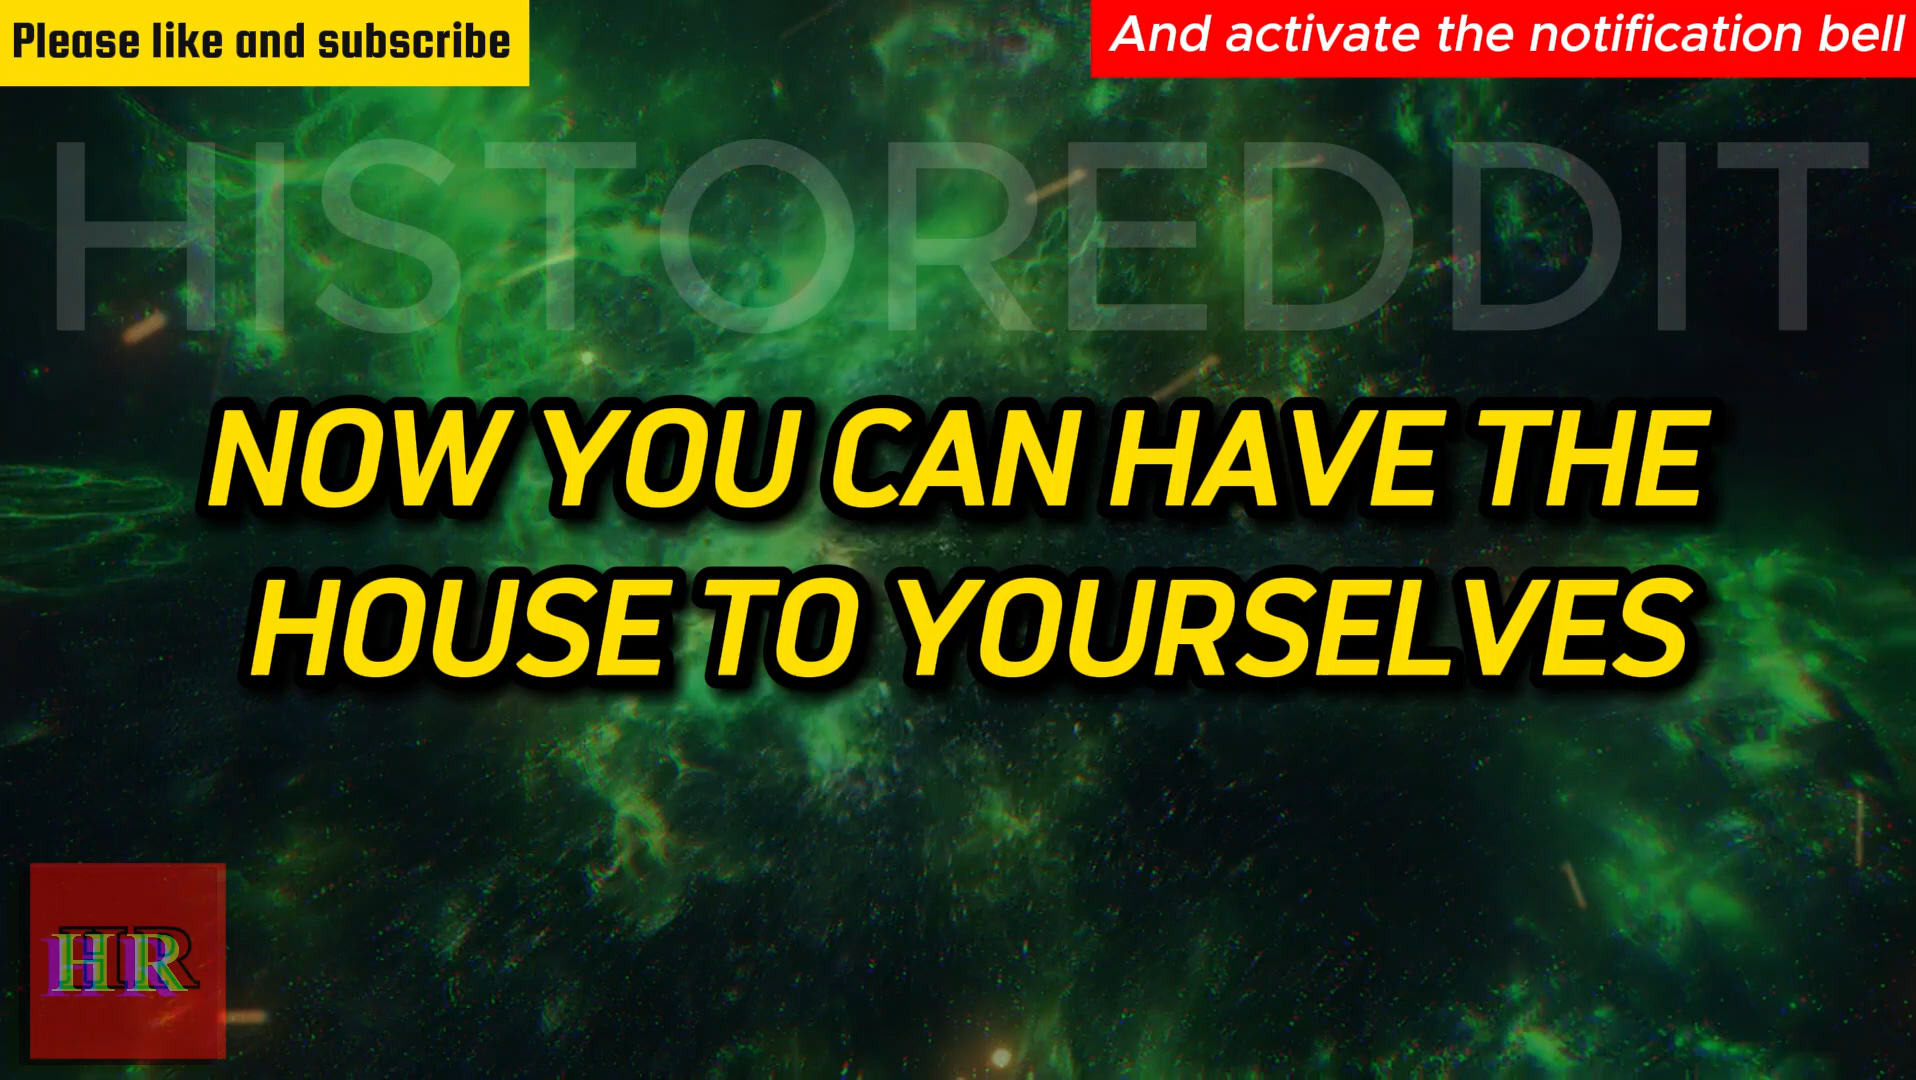 Please like and subscribe
And activate the notification bell
HISTOREDDIT
NOW YOU CAN HAVE THE
HOUSE TO YOURSELVES
HR